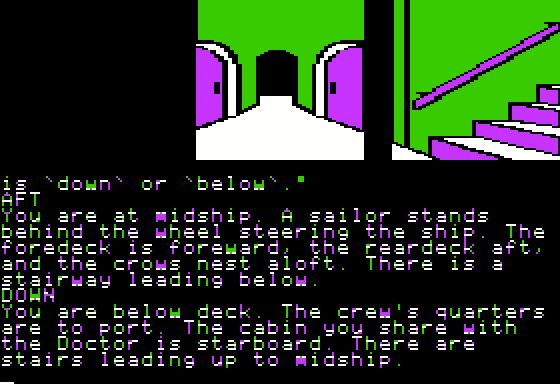 is `down` or `below`."
AFT
You are at midship. A sailor stands
behind the wheel steering the ship. The
foredeck is foreward, the reardeck aft,
and the crows nest aloft. There is a
stairway leading below.
DOWN
You are below deck. The crew's quarters
are to port. The cabin you share with
the Doctor is starboard. There are
stairs leading up to midship.